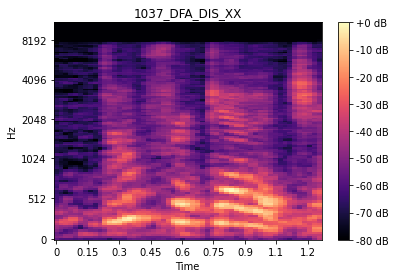 1037_DFA_DIS_XX
+0 dB
8192
-10 dB
4096
-20 dB
-30 dB
2048
-40 dB
Hz
1024
-50 dB
-60 dB
512
-70 dB
0
-80 dB
0 0.15 0.3 0.45 0.6 0.75 0.9 1.1 1.2
Time